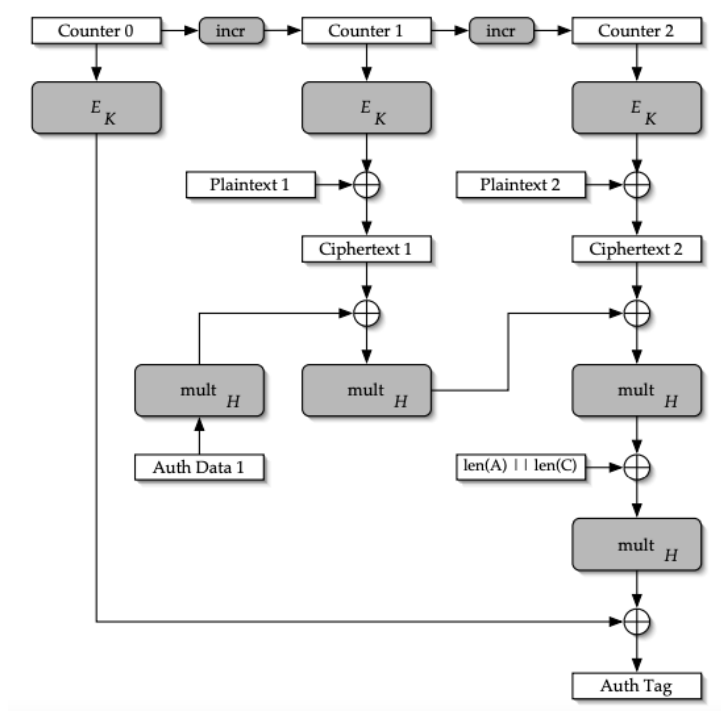 Counter 0
incr
Counter 1
incr
Counter 2
E K
E K
E K
Plaintext 1
Plaintext 2
Ciphertext 1
Ciphertext 2
mult H
mult H
mult H
Auth Data 1
len(A) || len(C)
mult H
Auth Tag